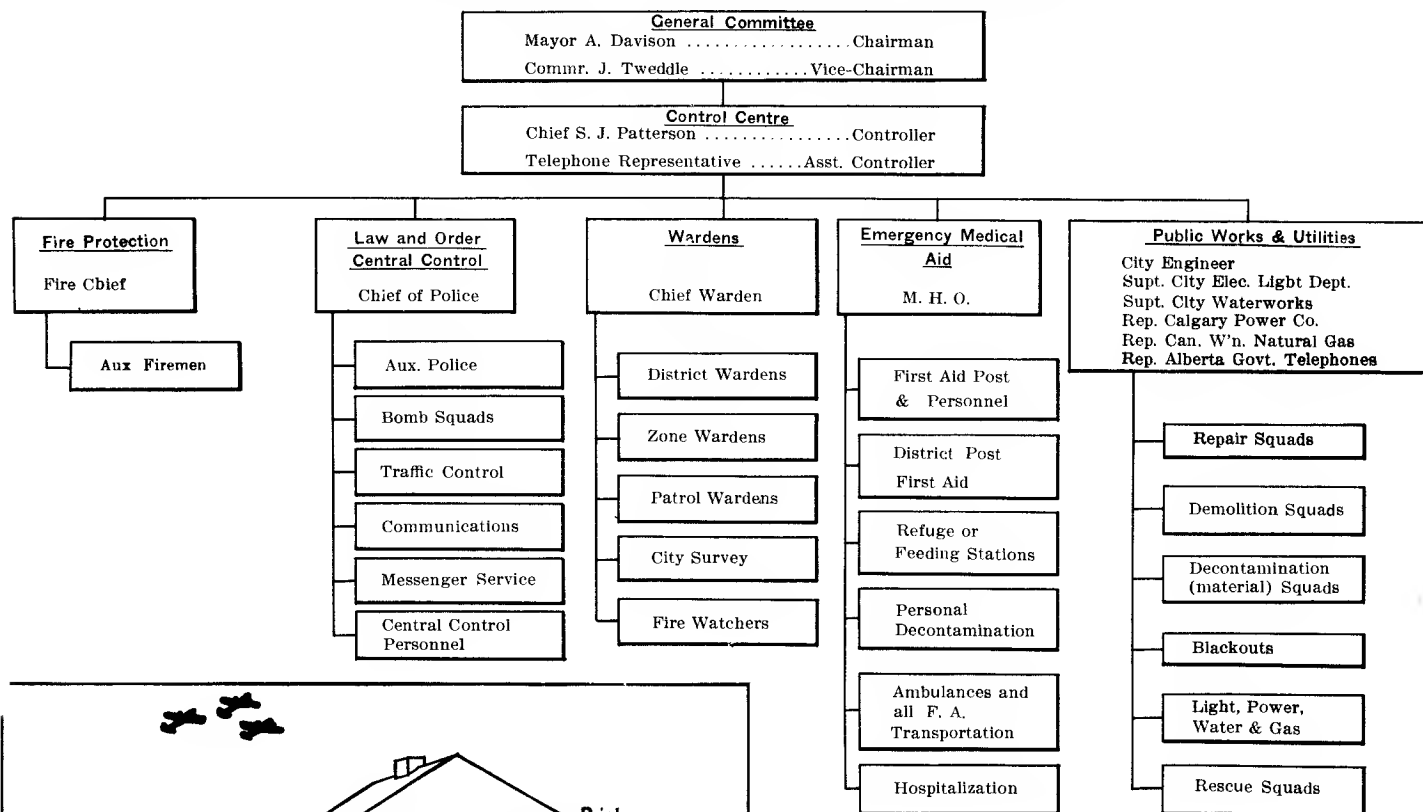 General Committee
Mayor A. Davison .................. Chairman
Commr. J. Tweddle ............ Vice-Chairman
Control Centre
Chief S. J. Patterson ................ Controller
Telephone Representative ...... Asst. Controller
Fire Protection
Fire Chief
Aux Firemen
Law and Order
Central Control
Chief of Police
Aux. Police
Bomb Squads
Traffic Control
Communications
Messenger Service
Central Control
Personnel
Wardens
Chief Warden
District Wardens
Zone Wardens
Patrol Wardens
City Survey
Fire Watchers
Emergency Medical
Aid
M. H. O.
First Aid Post
& Personnel
District Post
First Aid
Refuge or
Feeding Stations
Personal
Decontamination
Ambulances and
all F. A.
Transportation
Hospitalization
Public Works & Utilities
City Engineer
Supt. City Elec. Light Dept.
Supt. City Waterworks
Rep. Calgary Power Co.
Rep. Can. W'n. Natural Gas
Rep. Alberta Govt. Telephones
Repair Squads
Demolition Squads
Decontamination
(material) Squads
Blackouts
Light, Power,
Water & Gas
Rescue Squads